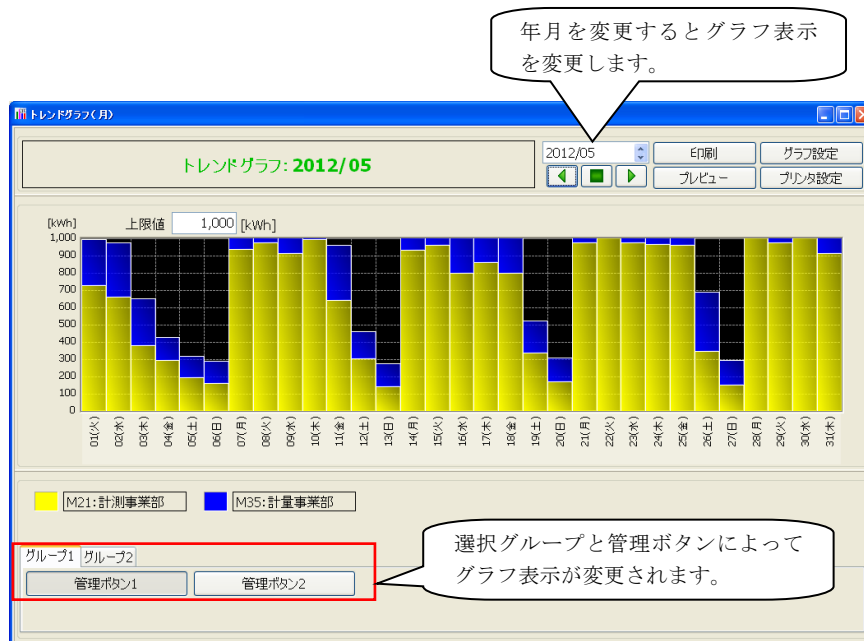 年月を変更するとグラフ表示
を変更します。
トレンドグラフ(月)
トレンドグラフ: 2012/05
2012/05
印刷
グラフ設定
プレビュー
プリンタ設定
[kWh]
上限値 1,000 [kWh]
1,000
900
800
700
600
500
400
300
200
100
0
01(火) 02(水) 03(木) 04(金) 05(土) 06(日) 07(月) 08(火) 09(水) 10(木) 11(金) 12(土) 13(日) 14(月) 15(火) 16(水) 17(木) 18(金) 19(土) 20(日) 21(月) 22(火) 23(水) 24(木) 25(金) 26(土) 27(日) 28(月) 29(火) 30(水) 31(木)
M21:計測事業部 M35:計量事業部
グループ1 グループ2
管理ボタン1 管理ボタン2
選択グループと管理ボタンによって
グラフ表示が変更されます。